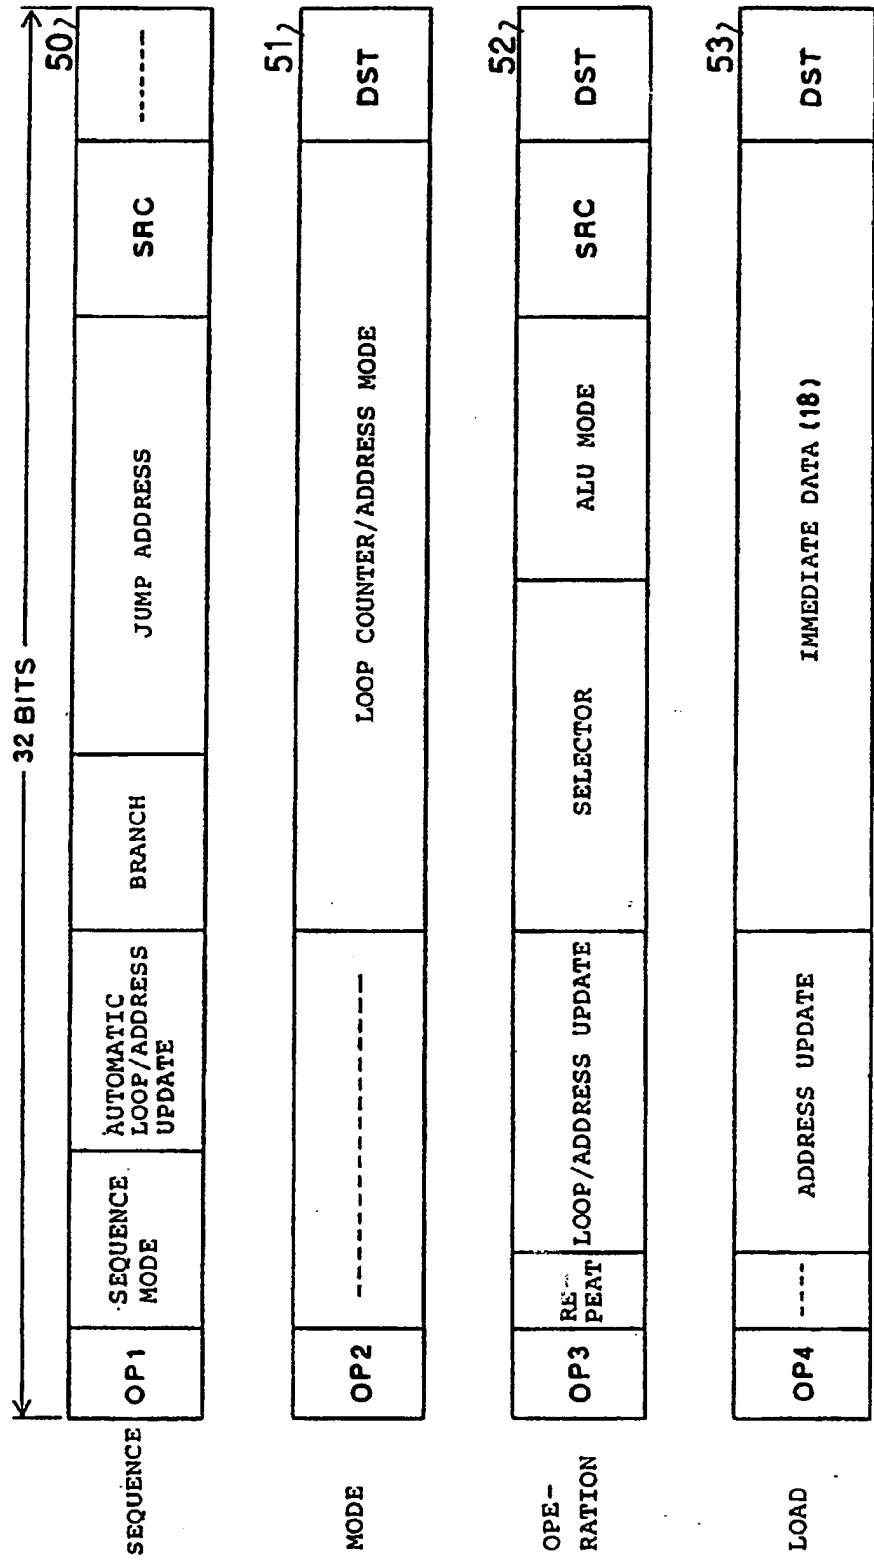 32 BITS
50
SEQUENCE
OP1
SEQUENCE
MODE
AUTOMATIC
LOOP/ADDRESS
UPDATE
BRANCH
JUMP ADDRESS
SRC
-------
51
MODE
OP2
-----------------
LOOP COUNTER/ADDRESS MODE
DST
52
OPE-
RATION
OP3
RE-
PEAT
LOOP/ADDRESS UPDATE
SELECTOR
ALU MODE
SRC
DST
53
LOAD
OP4
----
ADDRESS UPDATE
IMMEDIATE DATA (18)
DST